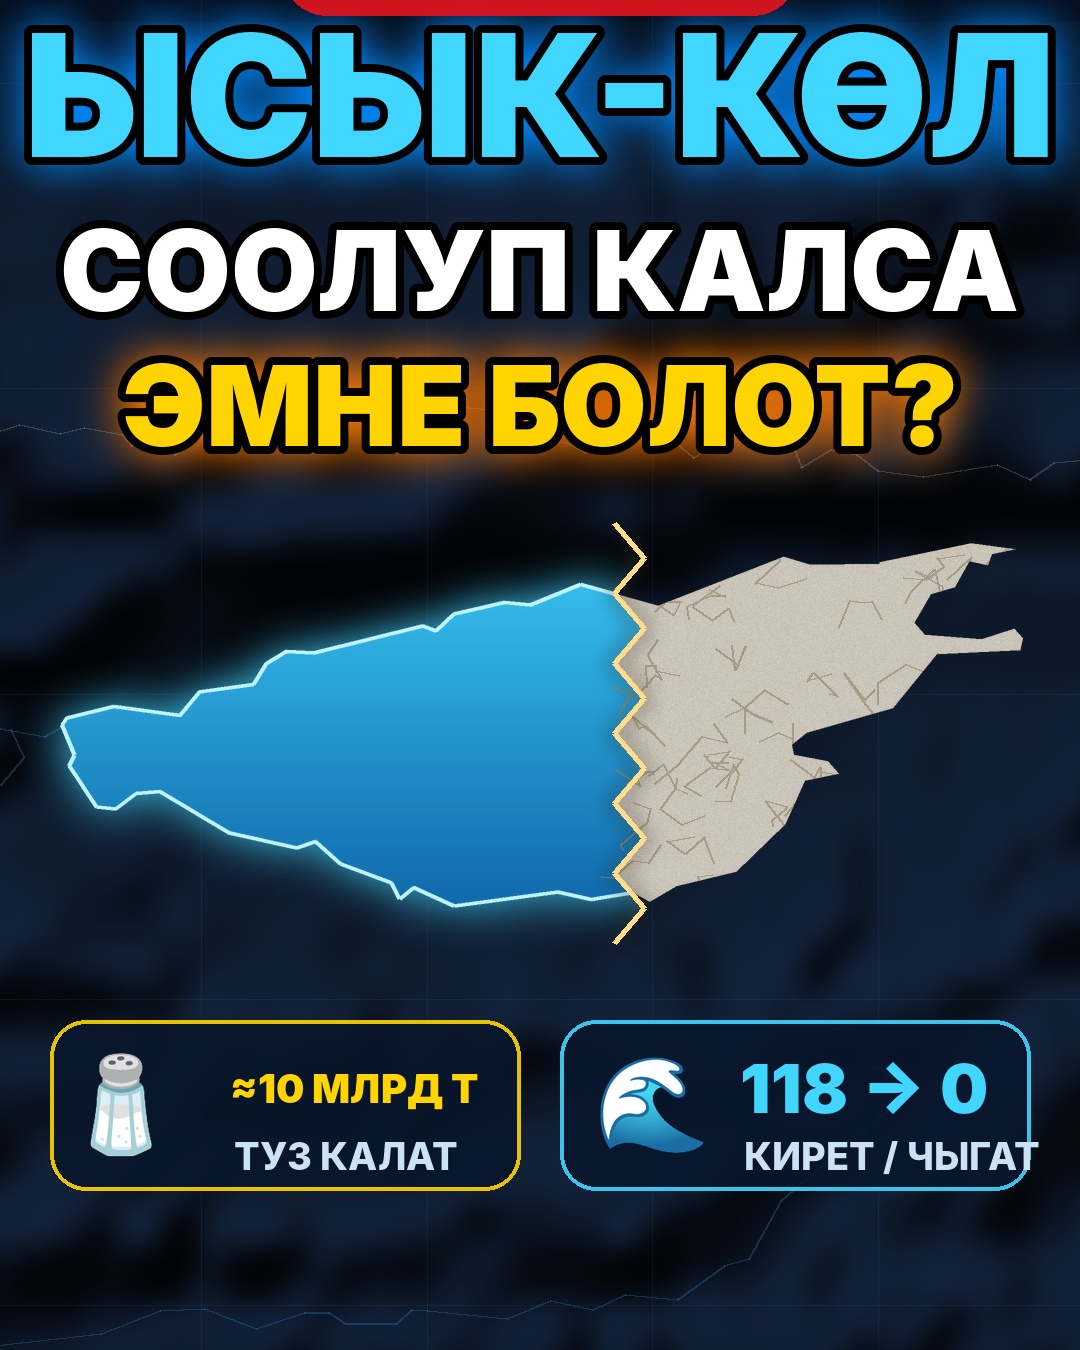 ЫСЫК-КӨЛ
СООЛУП КАЛСА
ЭМНЕ БОЛОТ?
≈10 МЛРД Т
ТУЗ КАЛАТ
118 → 0
КИРЕТ / ЧЫГАТ